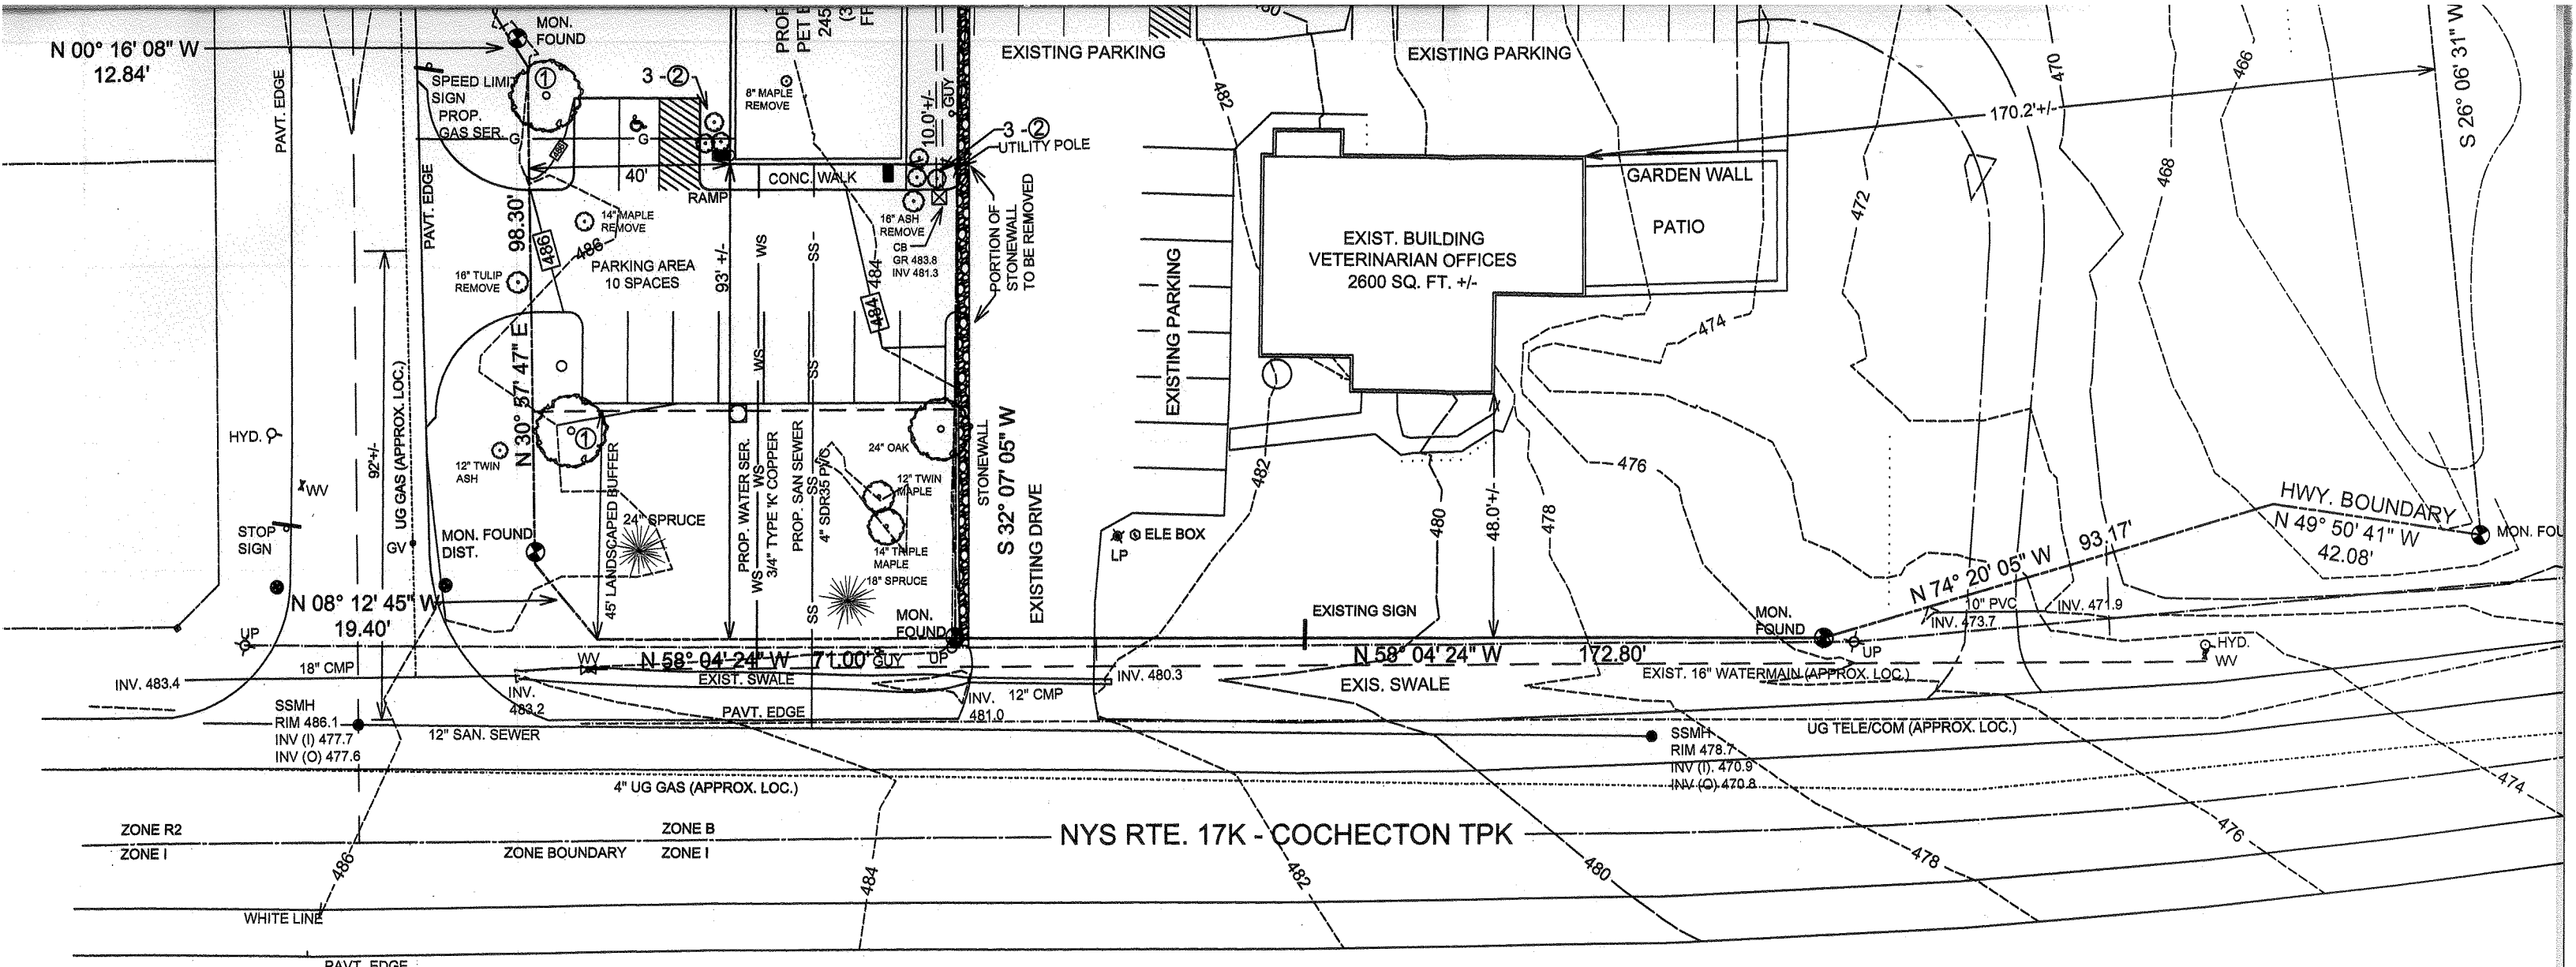 N 00° 16' 08" W
12.84'
MON.
FOUND
PAVT. EDGE
SPEED LIMIT
SIGN
PROP.
GAS SER.
PAVT. EDGE
1
G
G
486
3 - 2
8" MAPLE
REMOVE
10.0'+/-
GUY
3 - 2
UTILITY POLE
40'
CONC. WALK
RAMP
EXISTING PARKING
EXISTING PARKING
482
470
466
468
472
S 26° 06' 31" W
170.2'+/-
GARDEN WALL
PATIO
EXIST. BUILDING
VETERINARIAN OFFICES
2600 SQ. FT. +/-
EXISTING PARKING
98.30'
N 30° 37' 47" E
14" MAPLE
REMOVE
486
486
16" TULIP
REMOVE
PARKING AREA
10 SPACES
93' +/-
WS
WS
SS
SS
16" ASH
REMOVE
CB
GR 483.8
INV 481.3
484
484
PORTION OF
STONEWALL
TO BE REMOVED
474
476
HYD.
WV
92'+/-
UG GAS (APPROX. LOC.)
12" TWIN
ASH
1
STOP
SIGN
GV
MON. FOUND
DIST.
45' LANDSCAPED BUFFER
24" SPRUCE
PROP. WATER SER.
3/4" TYPE 'K' COPPER
WS
WS
PROP. SAN SEWER
4" SDR35 PVC
SS
SS
24" OAK
12" TWIN
MAPLE
14" TRIPLE
MAPLE
18" SPRUCE
STONEWALL
S 32° 07' 05" W
EXISTING DRIVE
ELE BOX
LP
482
480
48.0'+/-
478
HWY. BOUNDARY
N 49° 50' 41" W
42.08'
N 74° 20' 05" W
93.17'
MON. FOU
N 08° 12' 45" W
19.40'
MON.
FOUND
EXISTING SIGN
MON.
FOUND
10" PVC
INV. 471.9
INV. 473.7
UP
18" CMP
WV
N 58° 04' 24" W
71.00'
GUY
UP
N 58° 04' 24" W
172.80'
UP
HYD.
WV
INV. 483.4
INV.
483.2
EXIST. SWALE
INV.
481.0
12" CMP
INV. 480.3
EXIS. SWALE
EXIST. 16" WATERMAIN (APPROX. LOC.)
SSMH
RIM 486.1
INV (I) 477.7
INV (O) 477.6
PAVT. EDGE
12" SAN. SEWER
SSMH
RIM 478.7
INV (I). 470.9
INV (O) 470.8
UG TELE/COM (APPROX. LOC.)
4" UG GAS (APPROX. LOC.)
474
ZONE R2
ZONE I
ZONE B
ZONE BOUNDARY
ZONE I
NYS RTE. 17K - COCHECTON TPK
486
484
482
480
478
476
WHITE LINE
PAVT. EDGE